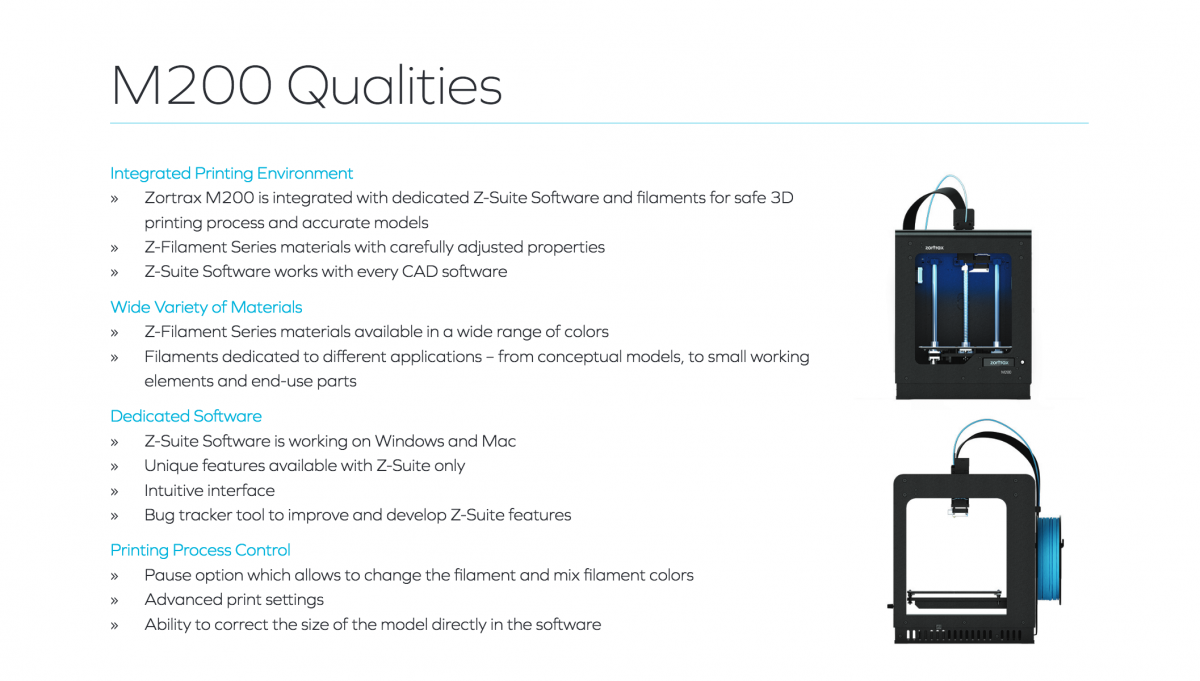 M200 Qualities
Integrated Printing Environment
» Zortrax M200 is integrated with dedicated Z-Suite Software and filaments for safe 3D
printing process and accurate models
» Z-Filament Series materials with carefully adjusted properties
» Z-Suite Software works with every CAD software
Wide Variety of Materials
» Z-Filament Series materials available in a wide range of colors
» Filaments dedicated to different applications – from conceptual models, to small working
elements and end-use parts
Dedicated Software
» Z-Suite Software is working on Windows and Mac
» Unique features available with Z-Suite only
» Intuitive interface
» Bug tracker tool to improve and develop Z-Suite features
Printing Process Control
» Pause option which allows to change the filament and mix filament colors
» Advanced print settings
» Ability to correct the size of the model directly in the software
zortrax
zortrax
M200